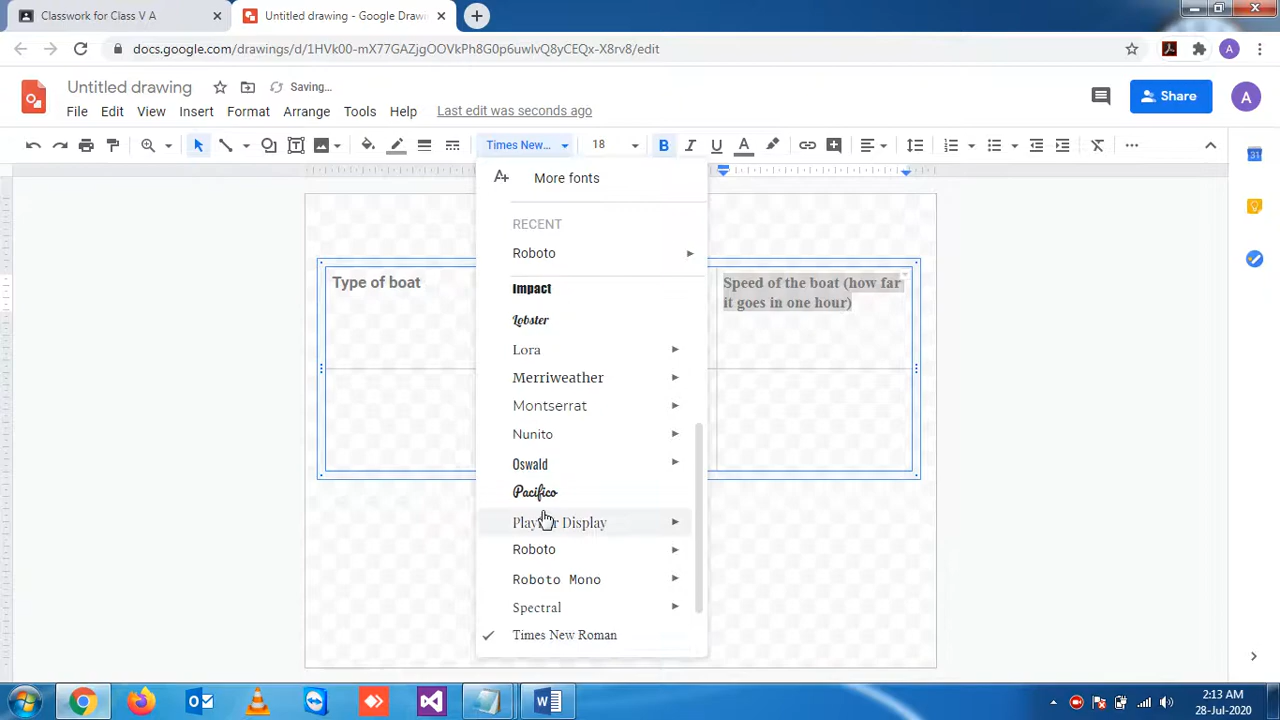 Classwork for Class V A
Untitled drawing - Google Draw
docs.google.com/drawings/d/1HVk00-mX77GAZjgOOVkPh8G0p6uwlvQ8yCEQx-X8rv8/edit
A
Untitled drawing
Saving...
File Edit View Insert Format Arrange Tools Help Last edit was seconds ago
Share
A
Times New... 18 B I U A
31
More fonts
RECENT
Roboto
Impact
Lobster
Lora
Merriweather
Montserrat
Nunito
Oswald
Pacifico
Display
Roboto
Roboto Mono
Spectral
Times New Roman
Type of boat
Speed of the boat (how far
it goes in one hour)
2:13 AM
28-Jul-2020